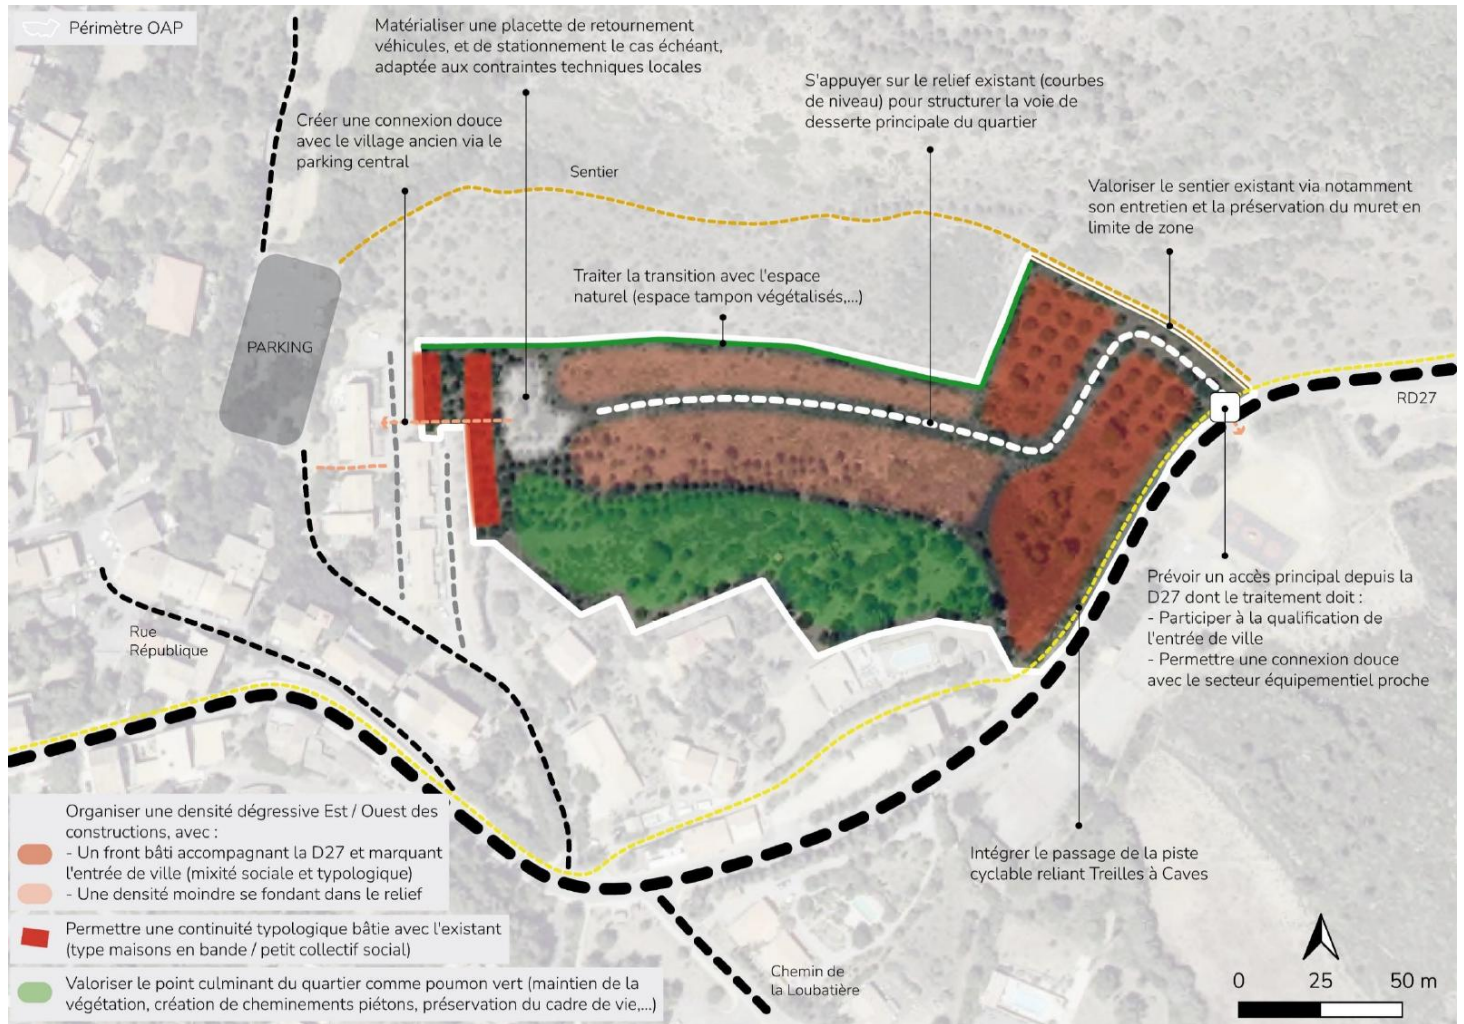 Périmètre OAP
Matérialiser une placette de retournement
véhicules, et de stationnement le cas échéant,
adaptée aux contraintes techniques locales
S'appuyer sur le relief existant (courbes
de niveau) pour structurer la voie de
desserte principale du quartier
Créer une connexion douce
avec le village ancien via le
parking central
Sentier
Valoriser le sentier existant via notamment
son entretien et la préservation du muret en
limite de zone
Traiter la transition avec l'espace
naturel (espace tampon végétalisés,...)
PARKING
RD27
Prévoir un accès principal depuis la
D27 dont le traitement doit :
- Participer à la qualification de
l'entrée de ville
- Permettre une connexion douce
avec le secteur équipementiel proche
Rue
République
Intégrer le passage de la piste
cyclable reliant Treilles à Caves
Organiser une densité dégressive Est / Ouest des
constructions, avec :
- Un front bâti accompagnant la D27 et marquant
l'entrée de ville (mixité sociale et typologique)
- Une densité moindre se fondant dans le relief
Permettre une continuité typologique bâtie avec l'existant
(type maisons en bande / petit collectif social)
Valoriser le point culminant du quartier comme poumon vert (maintien de la
végétation, création de cheminements piétons, préservation du cadre de vie,...)
Chemin de
la Loubatière
0 25 50 m